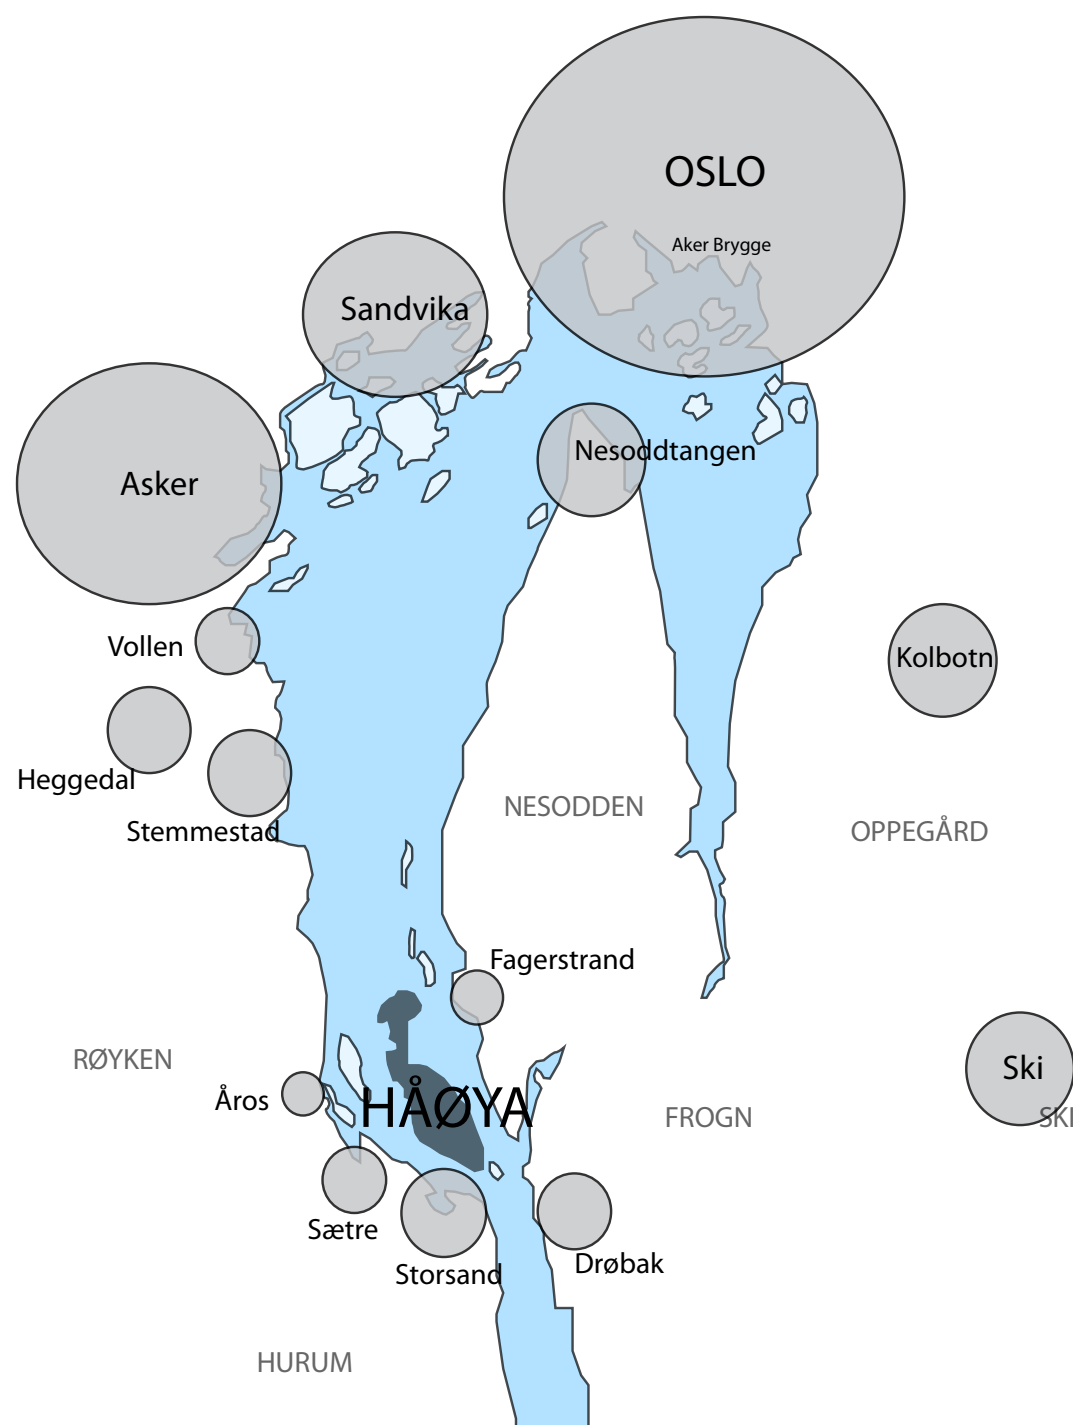 OSLO
Aker Brygge
Sandvika
Nesoddtangen
Asker
Vollen
Kolbotn
Heggedal
NESODDEN
Stemmestad
OPPEGÅRD
Fagerstrand
RØYKEN
Ski
Åros
HÅØYA
FROGN
SKI
Sætre
Drøbak
Storsand
HURUM